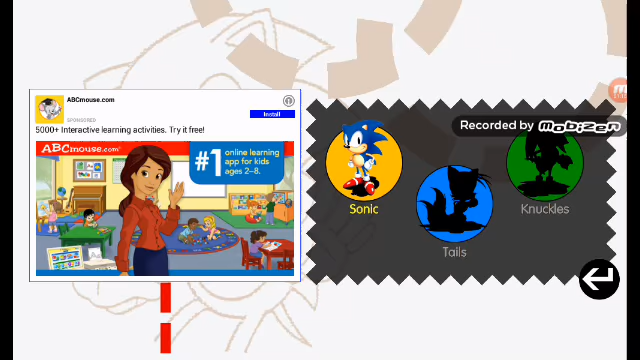 ABCmouse.com
SPONSORED
Install
5000+ Interactive learning activities. Try it free!
ABCmouse.com
#1 online learning
app for kids
ages 2–8.
Recorded by mobizen
Sonic
Knuckles
Tails